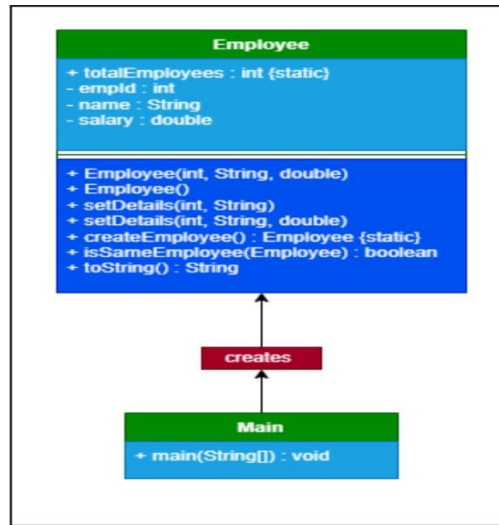 Employee
+ totalEmployees : int {static}
- empId : int
- name : String
- salary : double
+ Employee(int, String, double)
+ Employee()
+ setDetails(int, String)
+ setDetails(int, String, double)
+ createEmployee() : Employee {static}
+ isSameEmployee(Employee) : boolean
+ toString() : String
creates
Main
+ main(String[]) : void